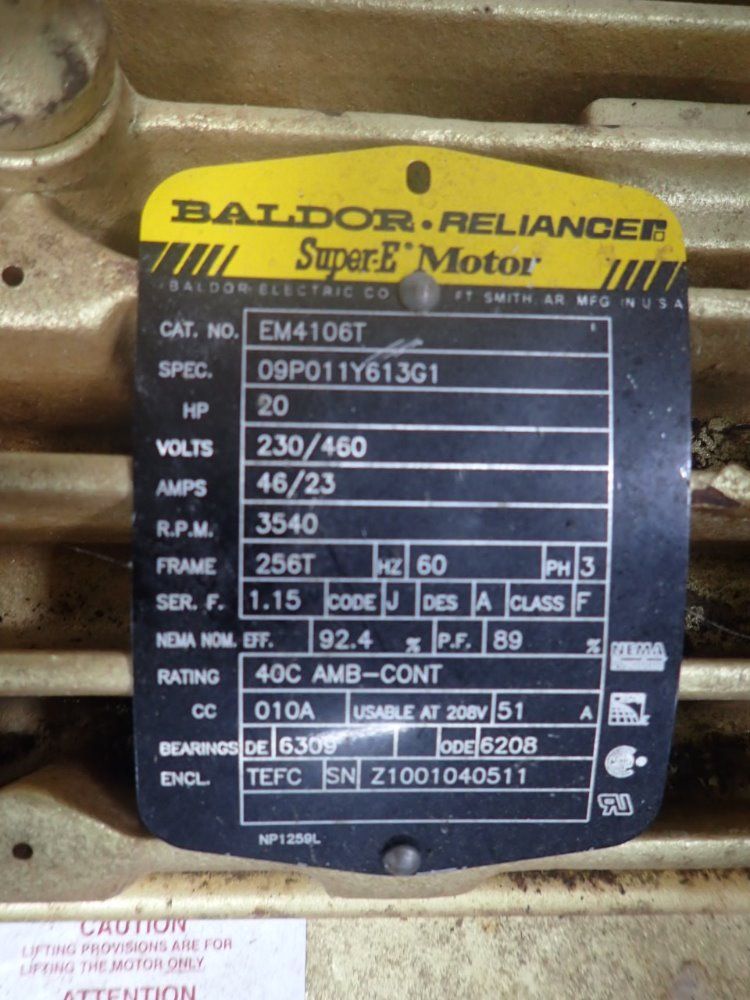 BALDOR • RELIANCER
Super-E Motor
BALDOR ELECTRIC CO FT. SMITH, AR. MFG IN U S A
CAT. NO. EM4106T
SPEC. 09P011Y613G1
HP 20
VOLTS 230/460
AMPS 46/23
R.P.M. 3540
FRAME 256T HZ 60 PH 3
SER. F. 1.15 CODE J DES A CLASS F
NEMA NOM. EFF. 92.4 % P.F. 89 %
NEMA
RATING 40C AMB-CONT
CC 010A USABLE AT 208V 51 A
BEARINGS DE 6309 ODE 6208
ENCL. TEFC SN Z1001040511
NP1259L
CAUTION
LIFTING PROVISIONS ARE FOR
LIFTING THE MOTOR ONLY
ATTENTION